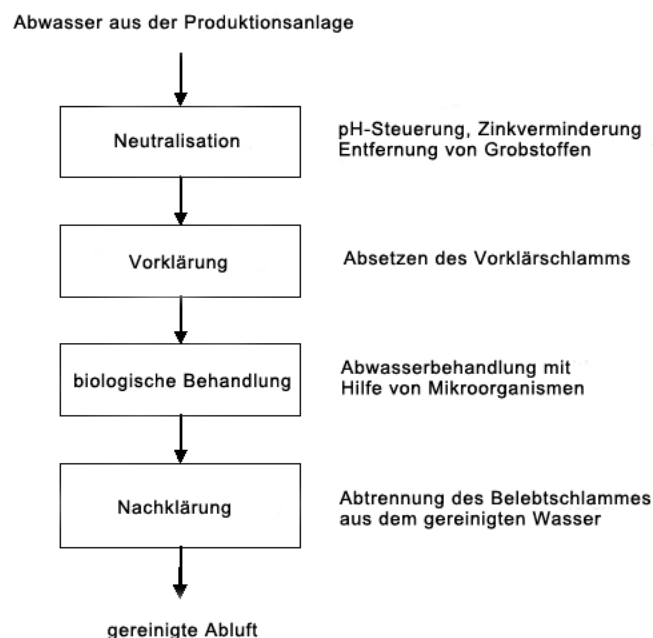 Abwasser aus der Produktionsanlage
Neutralisation
pH-Steuerung, Zinkverminderung
Entfernung von Grobstoffen
Vorklärung
Absetzen des Vorklärschlamms
biologische Behandlung
Abwasserbehandlung mit
Hilfe von Mikroorganismen
Nachklärung
Abtrennung des Belebtschlammes
aus dem gereinigten Wasser
gereinigte Abluft